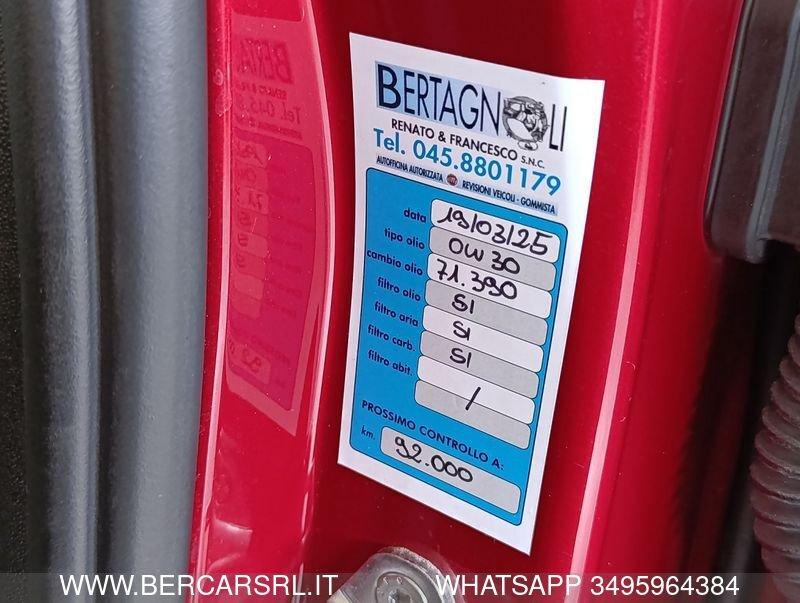 BERTAGNOLI
RENATO & FRANCESCO S.N.C.
Tel. 045.8801179
AUTOFFICINA AUTORIZZATA FIAT REVISIONI VEICOLI - GOMMISTA
data 19/03/25
tipo olio 0W30
cambio olio 71.390
filtro olio SI
filtro aria SI
filtro carb. SI
filtro abit. /
PROSSIMO CONTROLLO A:
km. 92.000
WWW.BERCARSRL.IT WHATSAPP 3495964384